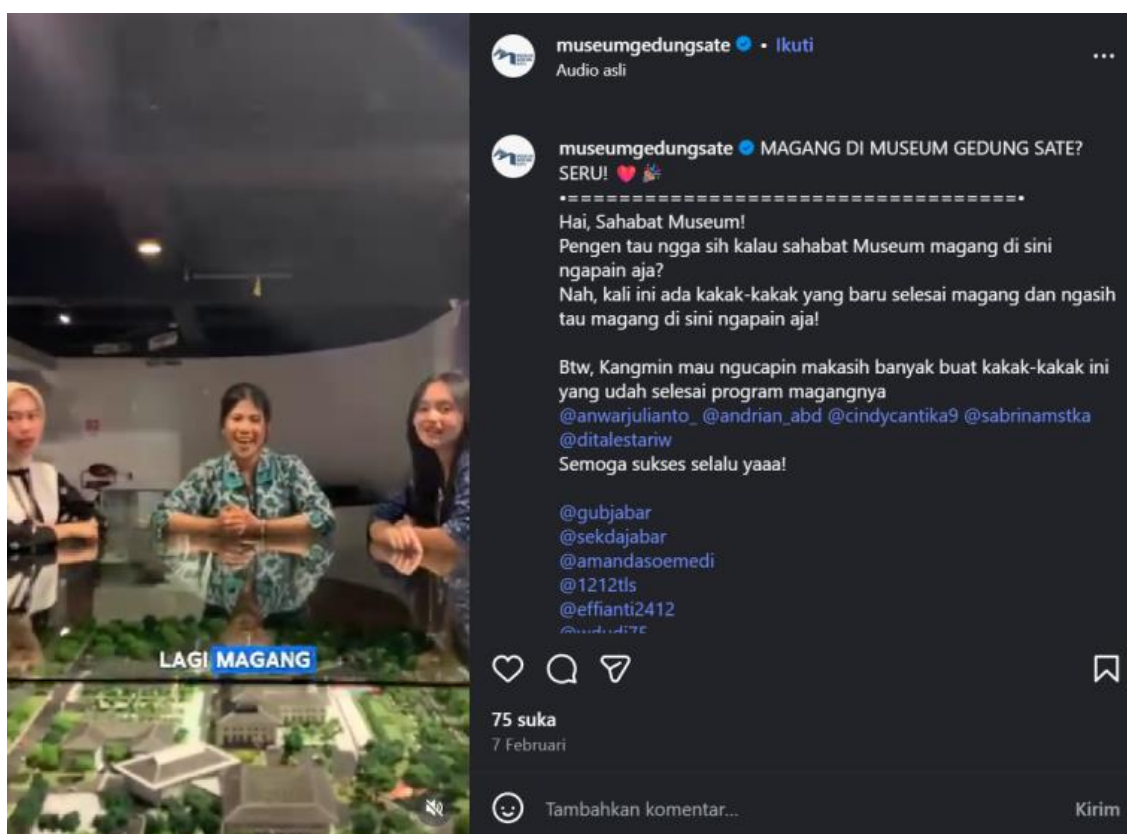 museumgedungsate • Ikuti
Audio asli
museumgedungsate MAGANG DI MUSEUM GEDUNG SATE?
SERU! ❤️ 🎉
•===================================•
Hai, Sahabat Museum!
Pengen tau ngga sih kalau sahabat Museum magang di sini
ngapain aja?
Nah, kali ini ada kakak-kakak yang baru selesai magang dan ngasih
tau magang di sini ngapain aja!
Btw, Kangmin mau ngucapin makasih banyak buat kakak-kakak ini
yang udah selesai program magangnya
@anwarjulianto_ @andrian_abd @cindycantika9 @sabrinamstka
@ditalestariw
Semoga sukses selalu yaaa!
@gubjabar
@sekdajabar
@amandasoemedi
@1212tls
@effianti2412
LAGI MAGANG
75 suka
7 Februari
Tambahkan komentar... Kirim